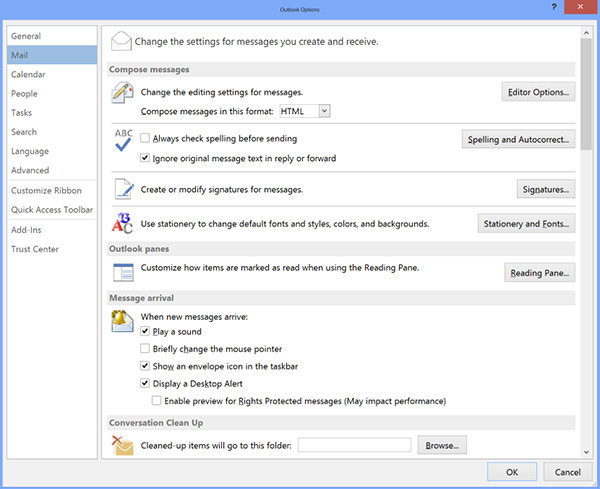 Outlook Options
?
General
Mail
Calendar
People
Tasks
Search
Language
Advanced
Customize Ribbon
Quick Access Toolbar
Add-Ins
Trust Center
Change the settings for messages you create and receive.
Compose messages
Change the editing settings for messages.
Editor Options...
Compose messages in this format: HTML
ABC
Always check spelling before sending
Spelling and Autocorrect...
Ignore original message text in reply or forward
Create or modify signatures for messages.
Signatures...
Use stationery to change default fonts and styles, colors, and backgrounds.
Stationery and Fonts...
Outlook panes
Customize how items are marked as read when using the Reading Pane.
Reading Pane...
Message arrival
When new messages arrive:
Play a sound
Briefly change the mouse pointer
Show an envelope icon in the taskbar
Display a Desktop Alert
Enable preview for Rights Protected messages (May impact performance)
Conversation Clean Up
Cleaned-up items will go to this folder:
Browse...
OK
Cancel